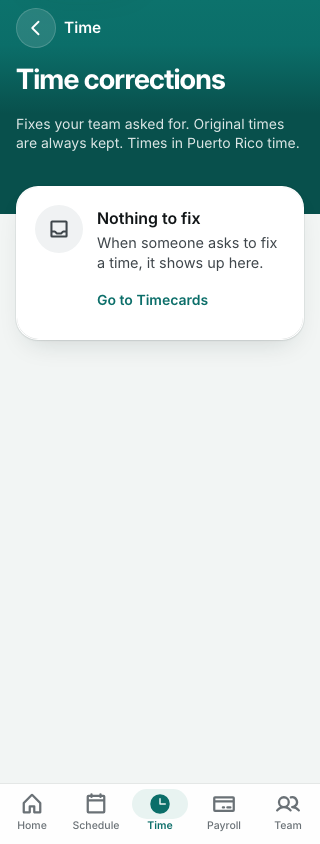 Time
Time corrections
Fixes your team asked for. Original times
are always kept. Times in Puerto Rico time.
Nothing to fix
When someone asks to fix
a time, it shows up here.
Go to Timecards
Home
Schedule
Time
Payroll
Team